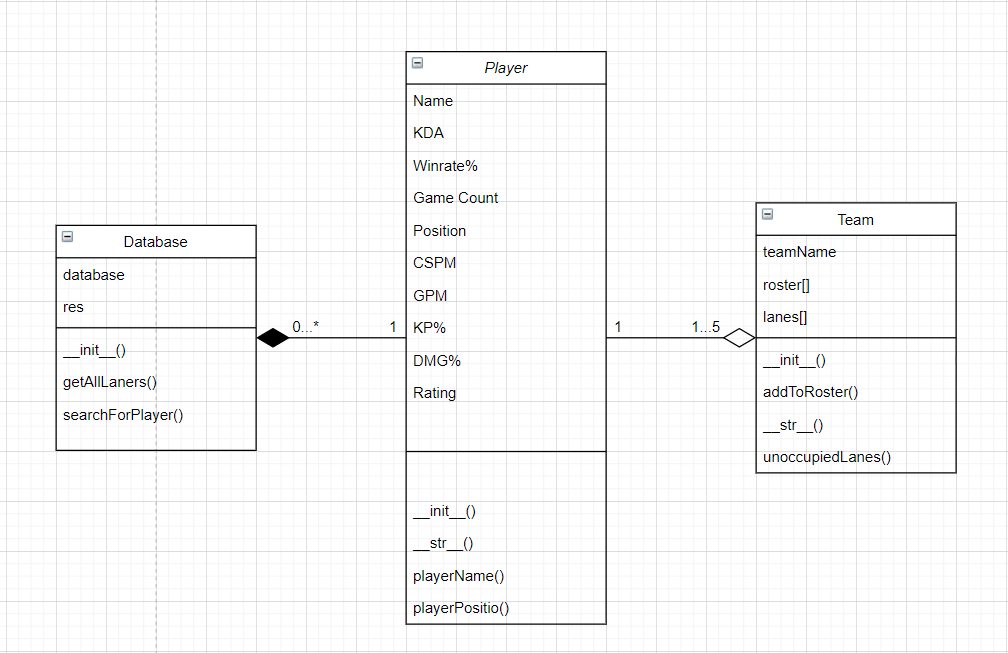 Player
Name
KDA
Winrate%
Game Count
Position
CSPM
GPM
KP%
DMG%
Rating
__init__()
__str__()
playerName()
playerPositio()
Database
database
res
__init__()
getAllLaners()
searchForPlayer()
0...*
1
1
1...5
Team
teamName
roster[]
lanes[]
__init__()
addToRoster()
__str__()
unoccupiedLanes()